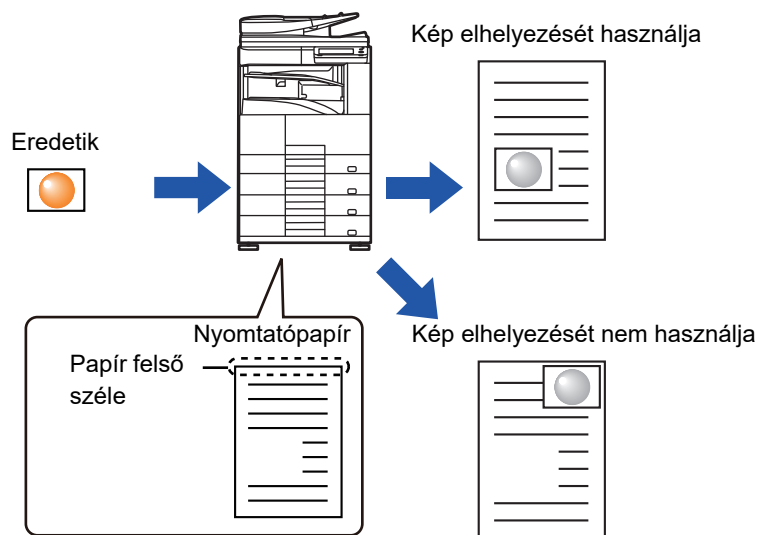 Kép elhelyezését használja
Eredetik
Nyomtatópapír
Papír felső
széle
Kép elhelyezését nem használja